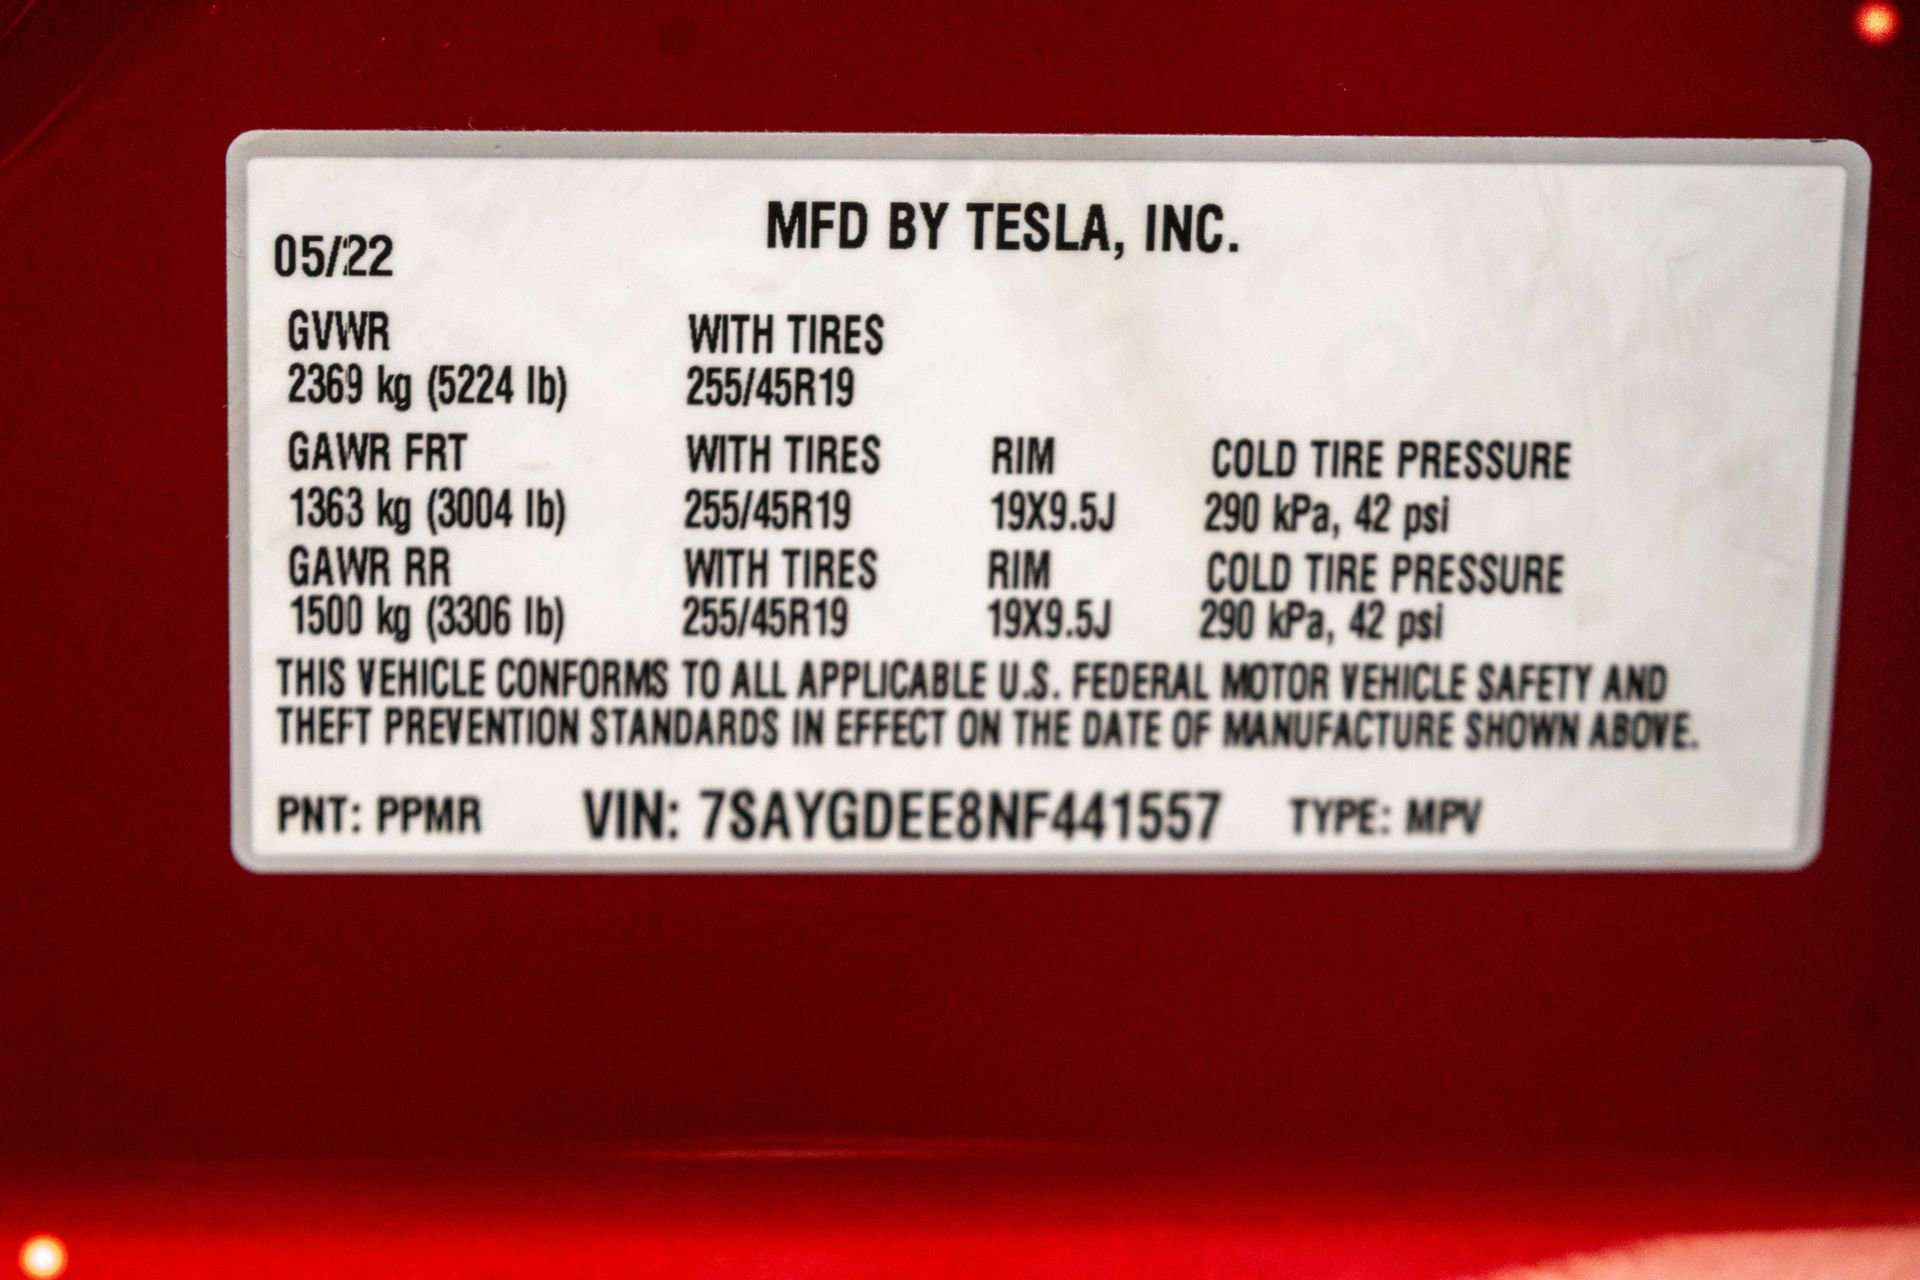 MFD BY TESLA, INC.
05/22
GVWR WITH TIRES
2369 kg (5224 lb) 255/45R19
GAWR FRT WITH TIRES RIM COLD TIRE PRESSURE
1363 kg (3004 lb) 255/45R19 19X9.5J 290 kPa, 42 psi
GAWR RR WITH TIRES RIM COLD TIRE PRESSURE
1500 kg (3306 lb) 255/45R19 19X9.5J 290 kPa, 42 psi
THIS VEHICLE CONFORMS TO ALL APPLICABLE U.S. FEDERAL MOTOR VEHICLE SAFETY AND
THEFT PREVENTION STANDARDS IN EFFECT ON THE DATE OF MANUFACTURE SHOWN ABOVE.
PNT: PPMR VIN: 7SAYGDEE8NF441557 TYPE: MPV